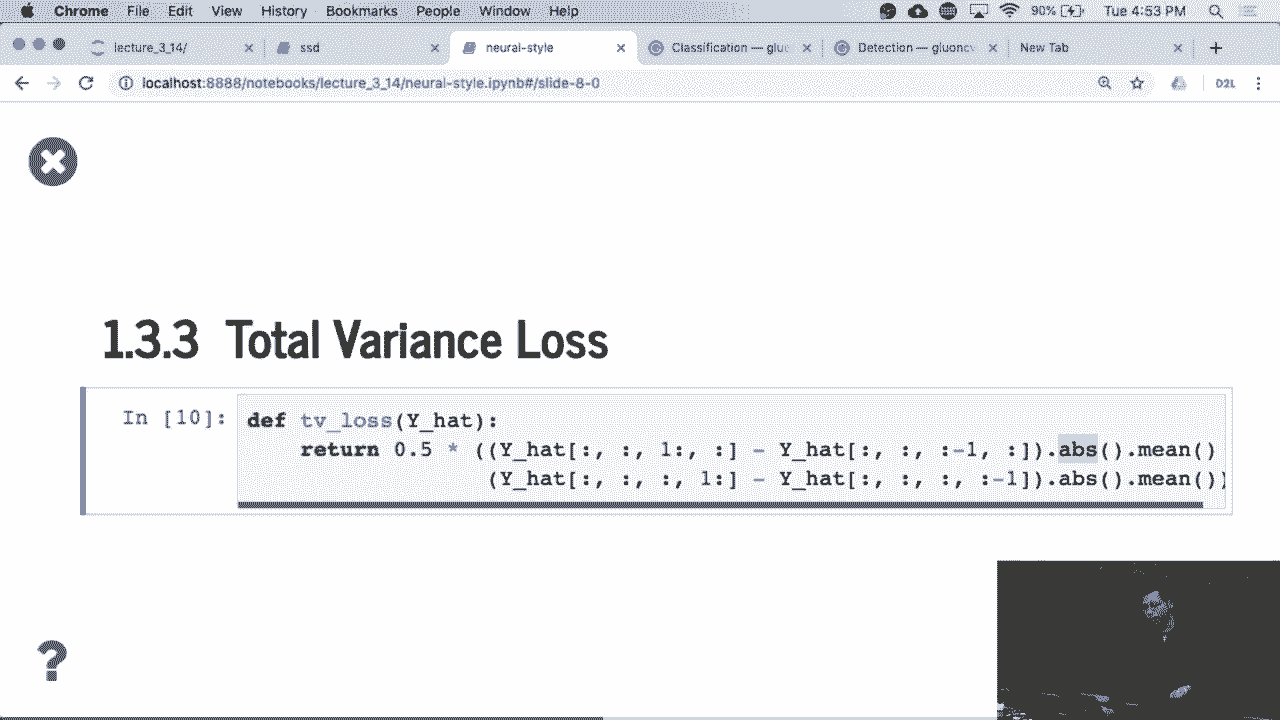 Chrome File Edit View History Bookmarks People Window Help 90% Tue 4:53 PM
lecture_3_14/ ssd neural-style Classification — glu Detection — gluoncv New Tab
localhost:8888/notebooks/lecture_3_14/neural-style.ipynb#/slide-8-0 D2L
1.3.3 Total Variance Loss
In [10]: def tv_loss(Y_hat):
return 0.5 * ((Y_hat[:, :, 1:, :] - Y_hat[:, :, :-1, :]).abs().mean()
(Y_hat[:, :, :, 1:] - Y_hat[:, :, :, :-1]).abs().mean())
?